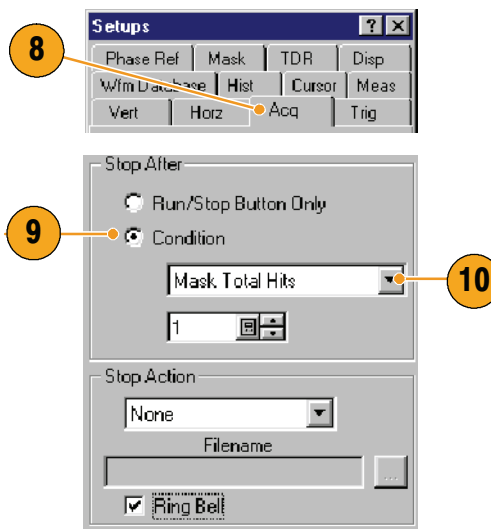 Setups ? ×
8
Phase Ref Mask TDR Disp
Wfm Database Hist Cursor Meas
Vert Horz Acq Trig
Stop After
Run/Stop Button Only
9
Condition
Mask Total Hits
10
1
Stop Action
None
Filename
...
Ring Bell